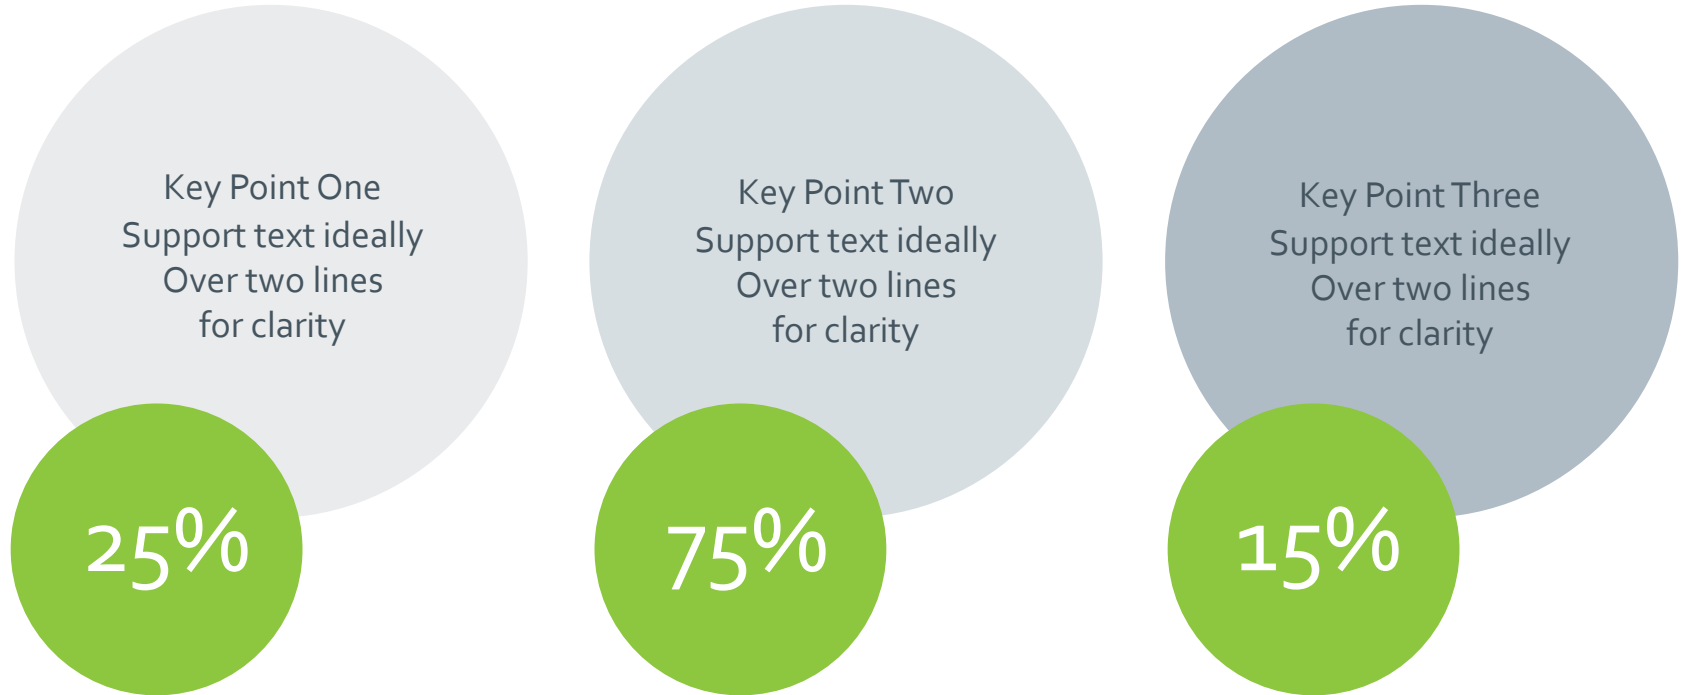 Key Point One
Support text ideally
Over two lines
for clarity
25%
Key Point Two
Support text ideally
Over two lines
for clarity
75%
Key Point Three
Support text ideally
Over two lines
for clarity
15%